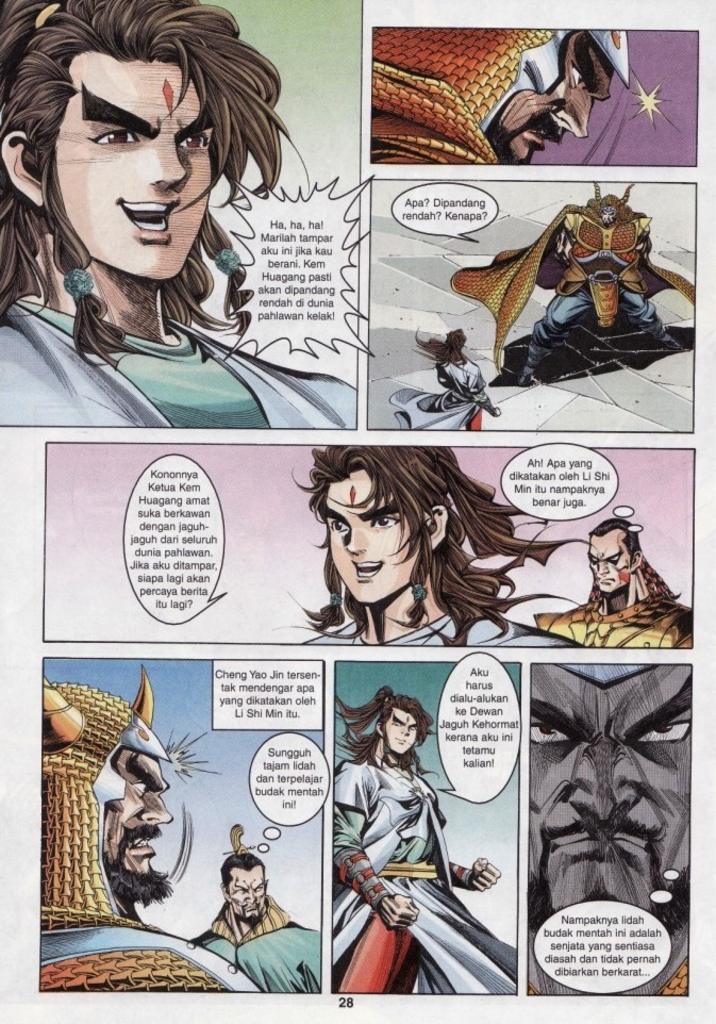 Ha, ha, ha!
Marilah tampar
aku ini jika kau
berani. Kem
Huagang pasti
akan dipandang
rendah di dunia
pahlawan kelak!
Apa? Dipandang
rendah? Kenapa?
Kononnya
Ketua Kem
Huagang amat
suka berkawan
dengan jaguh-
jaguh dari seluruh
dunia pahlawan.
Jika aku ditampar,
siapa lagi akan
percaya berita
itu lagi?
Ah! Apa yang
dikatakan oleh Li Shi
Min itu nampaknya
benar juga.
Cheng Yao Jin tersen-
tak mendengar apa
yang dikatakan oleh
Li Shi Min itu.
Sungguh
tajam lidah
dan terpelajar
budak mentah
ini!
Aku
harus
dialu-alukan
ke Dewan
Jaguh Kehormat
kerana aku ini
tetamu
kalian!
Nampaknya lidah
budak mentah ini adalah
senjata yang sentiasa
diasah dan tidak pernah
dibiarkan berkarat...
28